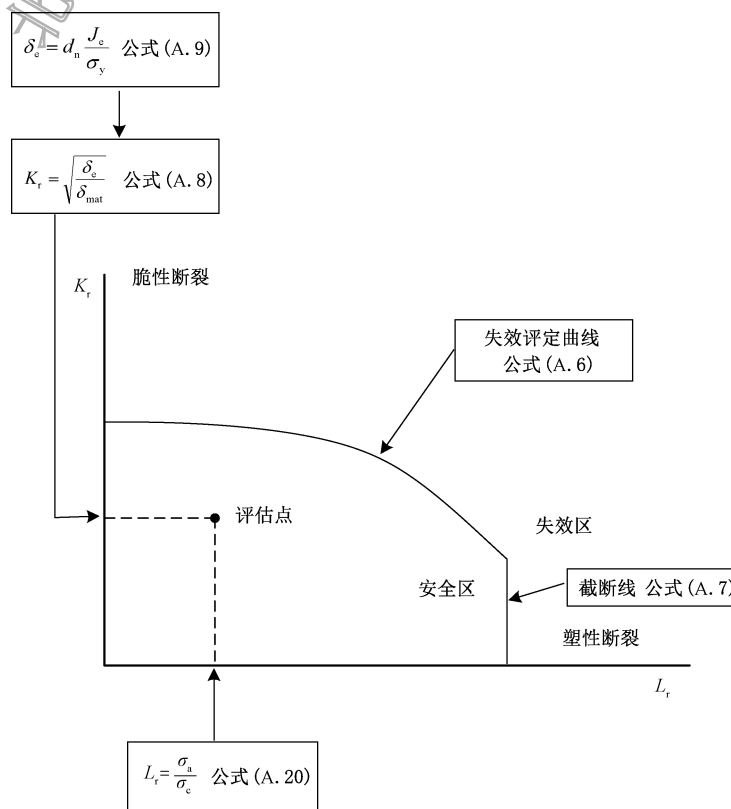 δe = dn Je/σy 公式(A.9)
Kr = √(δe/δmat) 公式(A.8)
Kr
脆性断裂
失效评定曲线
公式(A.6)
评估点
失效区
安全区
截断线 公式(A.7)
塑性断裂
Lr
Lr = σa/σc 公式(A.20)